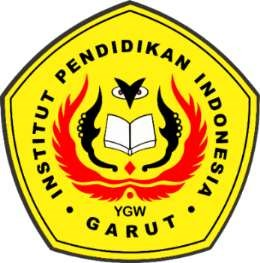 INSTITUT PENDIDIKAN INDONESIA
YGW
• GARUT •